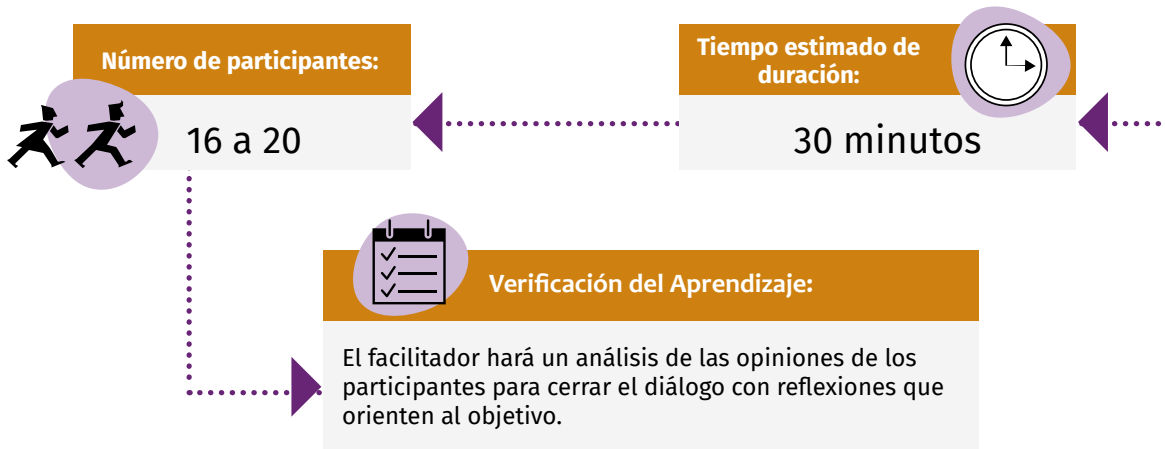 Número de participantes:
16 a 20
Tiempo estimado de
duración:
30 minutos
Verificación del Aprendizaje:
El facilitador hará un análisis de las opiniones de los
participantes para cerrar el diálogo con reflexiones que
orienten al objetivo.